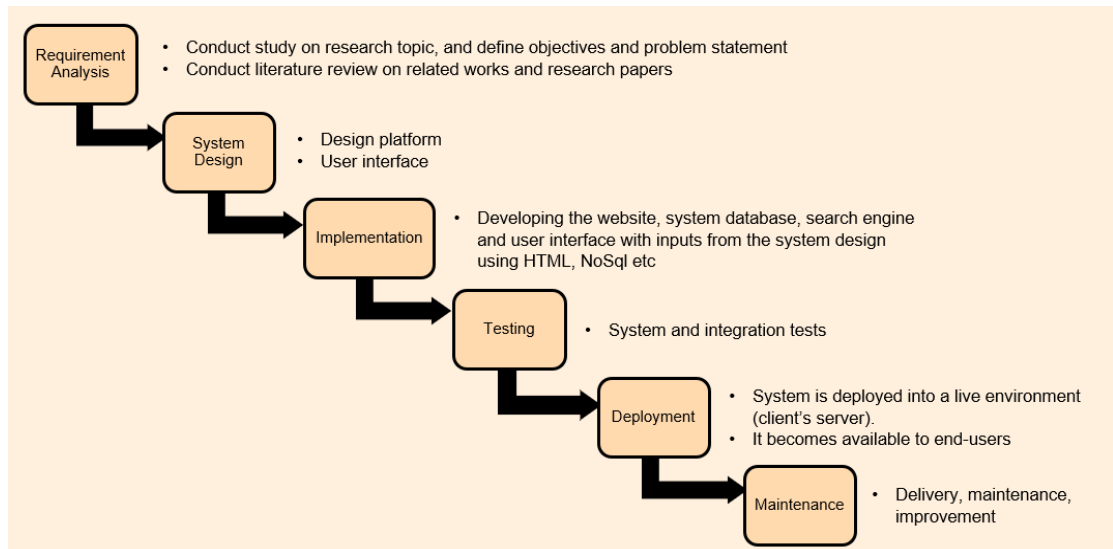 Requirement
Analysis
• Conduct study on research topic, and define objectives and problem statement
• Conduct literature review on related works and research papers
System
Design
• Design platform
• User interface
Implementation
• Developing the website, system database, search engine
and user interface with inputs from the system design
using HTML, NoSql etc
Testing
• System and integration tests
Deployment
• System is deployed into a live environment
(client's server).
• It becomes available to end-users
Maintenance
• Delivery, maintenance,
improvement